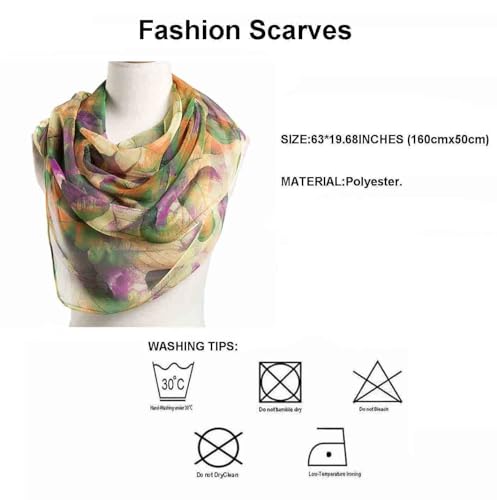 Fashion Scarves
SIZE:63*19.68INCHES (160cmx50cm)
MATERIAL:Polyester.
WASHING TIPS:
30°C
Hand-Washing under 30°C
Do not tumble dry
Do not Bleach
Do not DryClean
Low-Temperature Ironing